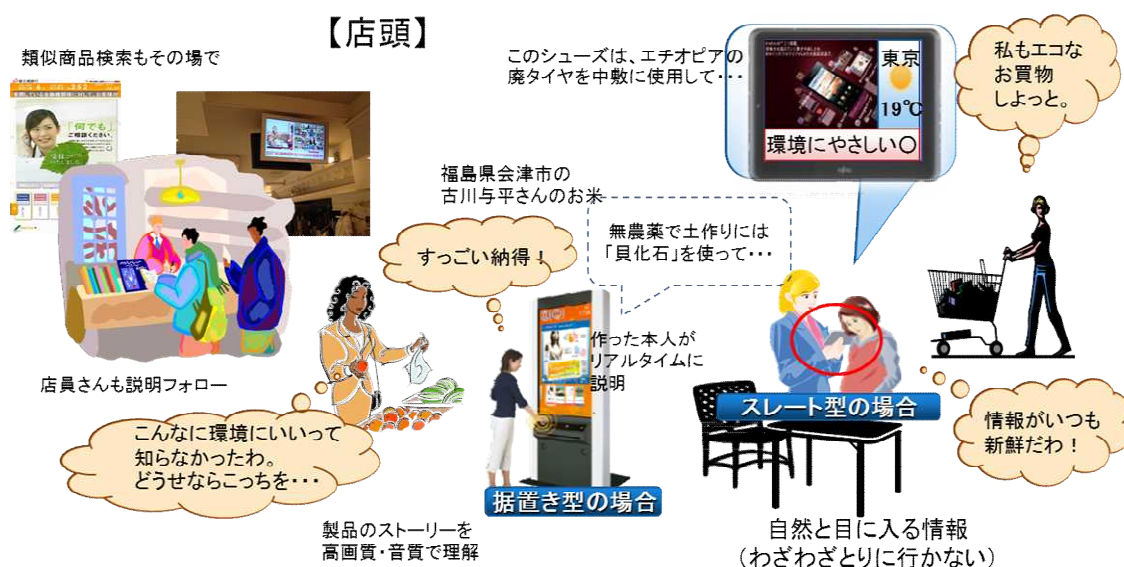 【店頭】
類似商品検索もその場で
「何でも」
ご相談ください。
このシューズは、エチオピアの
廃タイヤを中敷に使用して・・・
東京
19℃
環境にやさしい〇
私もエコな
お買物
しよっと。
福島県会津市の
古川与平さんのお米
無農薬で土作りには
「貝化石」を使って・・・
すっごい納得！
作った本人が
リアルタイムに
説明
店員さんも説明フォロー
こんなに環境にいいって
知らなかったわ。
どうせならこっちを・・・
据置き型の場合
スレート型の場合
情報がいつも
新鮮だわ！
製品のストーリーを
高画質・音質で理解
自然と目に入る情報
（わざわざとりに行かない）